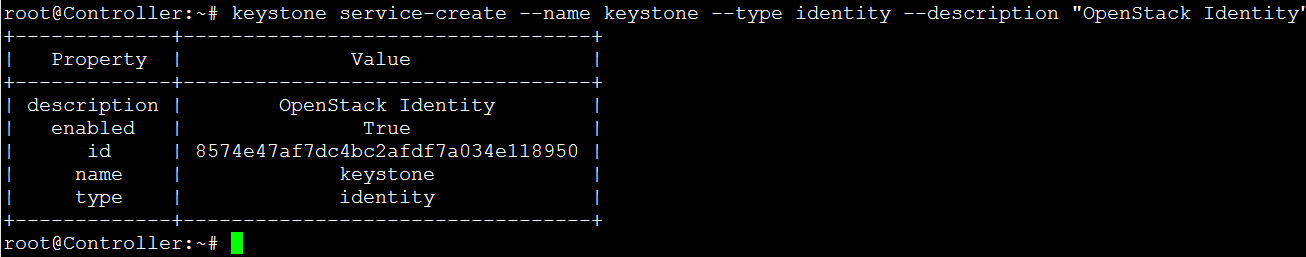 root@Controller:~# keystone service-create --name keystone --type identity --description "OpenStack Identity"
+-------------+----------------------------------+
|   Property  |              Value               |
+-------------+----------------------------------+
| description |        OpenStack Identity        |
|   enabled   |               True               |
|      id     | 8574e47af7dc4bc2afdf7a034e118950 |
|     name    |             keystone             |
|     type    |             identity             |
+-------------+----------------------------------+
root@Controller:~#